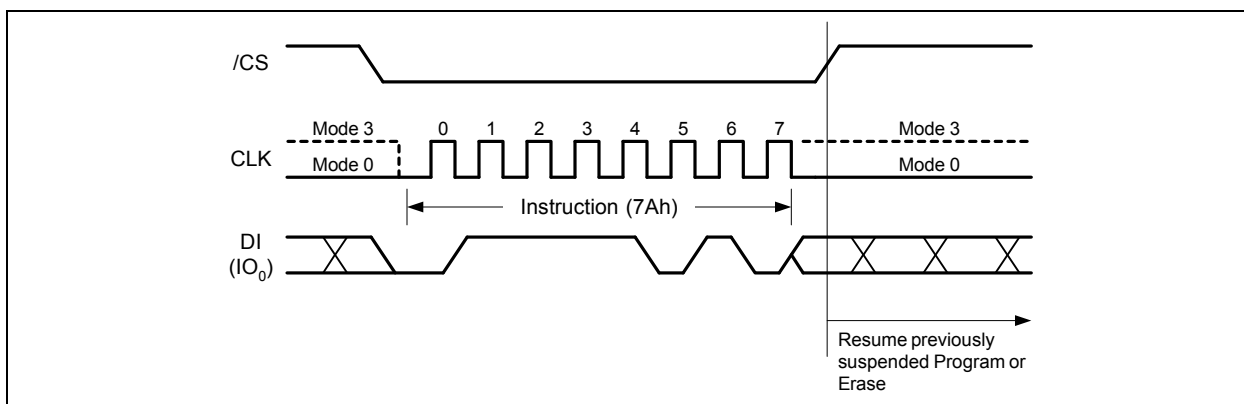 /CS
Mode 3 0 1 2 3 4 5 6 7 Mode 3
CLK Mode 0 Mode 0
Instruction (7Ah)
DI
(IO0)
Resume previously
suspended Program or
Erase